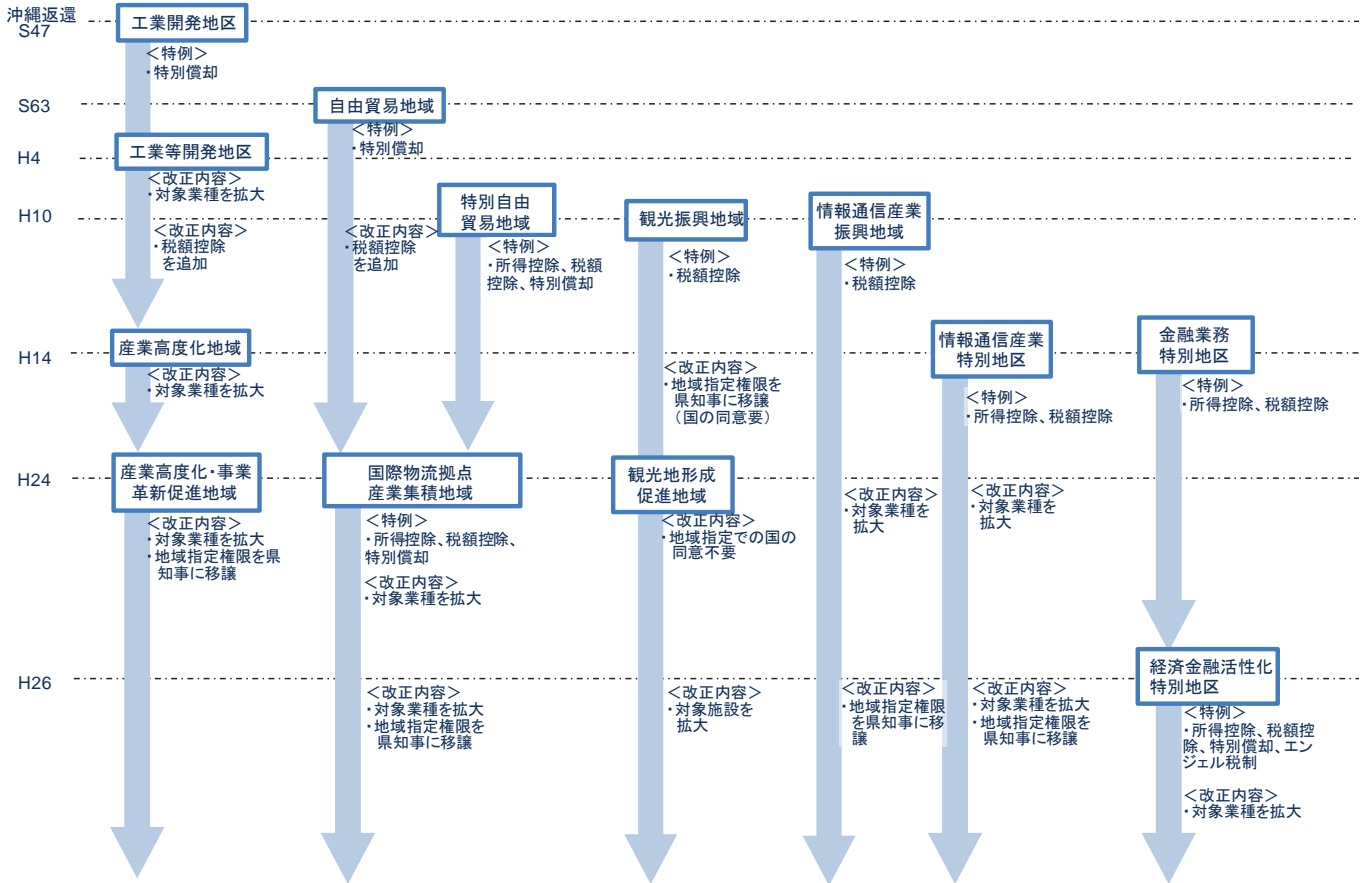 沖縄返還
S47
工業開発地区
＜特例＞
・特別償却
S63
自由貿易地域
＜特例＞
・特別償却
H4
工業等開発地区
＜改正内容＞
・対象業種を拡大
H10
＜改正内容＞
・税額控除
を追加
＜改正内容＞
・税額控除
を追加
特別自由
貿易地域
＜特例＞
・所得控除、税額
控除、特別償却
観光振興地域
＜特例＞
・税額控除
情報通信産業
振興地域
＜特例＞
・税額控除
H14
産業高度化地域
＜改正内容＞
・対象業種を拡大
＜改正内容＞
・地域指定権限を
県知事に移譲
（国の同意要）
情報通信産業
特別地区
＜特例＞
・所得控除、税額控除
金融業務
特別地区
＜特例＞
・所得控除、税額控除
H24
産業高度化・事業
革新促進地域
＜改正内容＞
・対象業種を拡大
・地域指定権限を県
知事に移譲
国際物流拠点
産業集積地域
＜特例＞
・所得控除、税額控除、
特別償却
＜改正内容＞
・対象業種を拡大
観光地形成
促進地域
＜改正内容＞
・地域指定での国の
同意不要
＜改正内容＞
・対象業種を
拡大
＜改正内容＞
・対象業種を
拡大
H26
＜改正内容＞
・対象業種を拡大
・地域指定権限を
県知事に移譲
＜改正内容＞
・対象施設を
拡大
＜改正内容＞
・地域指定権限
を県知事に移
譲
＜改正内容＞
・対象業種を拡大
・地域指定権限を
県知事に移譲
経済金融活性化
特別地区
＜特例＞
・所得控除、税額控
除、特別償却、エン
ジェル税制
＜改正内容＞
・対象業種を拡大